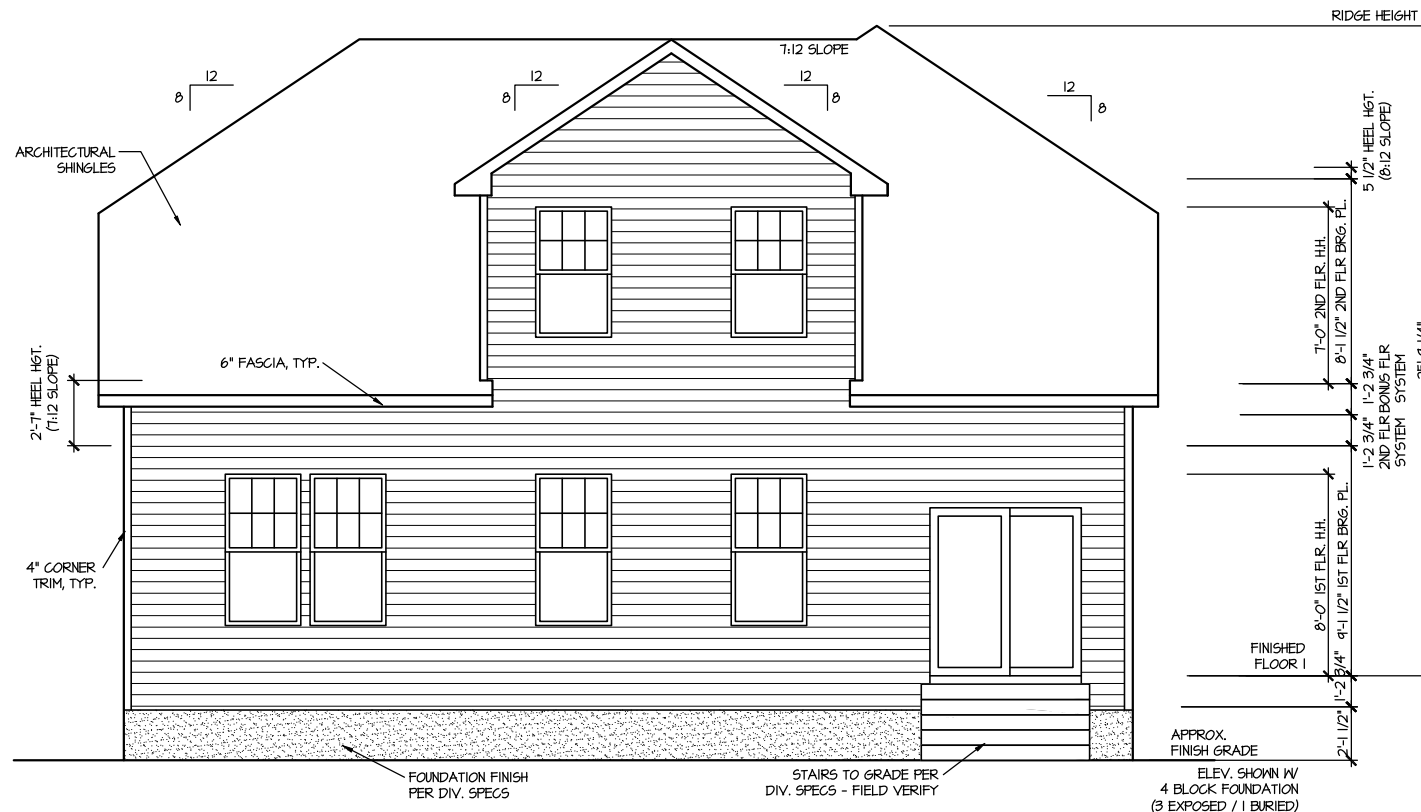 RIDGE HEIGHT
7:12 SLOPE
12
8
12
8
12
8
12
8
ARCHITECTURAL
SHINGLES
5 1/2" HEEL HGT.
(8:12 SLOPE)
7'-0" 2ND FLR. H.H.
8'-1 1/2" 2ND FLR BRG. PL.
6" FASCIA, TYP.
2'-7" HEEL HGT.
(7:12 SLOPE)
1'-2 3/4"
BONUS FLR
SYSTEM
1'-2 3/4"
2ND FLR
SYSTEM
4" CORNER
TRIM, TYP.
8'-0" 1ST FLR. H.H.
9'-1 1/2" 1ST FLR BRG. PL.
FINISHED
FLOOR 1
1'-2 3/4"
2'-1 1/2"
APPROX.
FINISH GRADE
FOUNDATION FINISH
PER DIV. SPECS
STAIRS TO GRADE PER
DIV. SPECS - FIELD VERIFY
ELEV. SHOWN W/
4 BLOCK FOUNDATION
(3 EXPOSED / 1 BURIED)